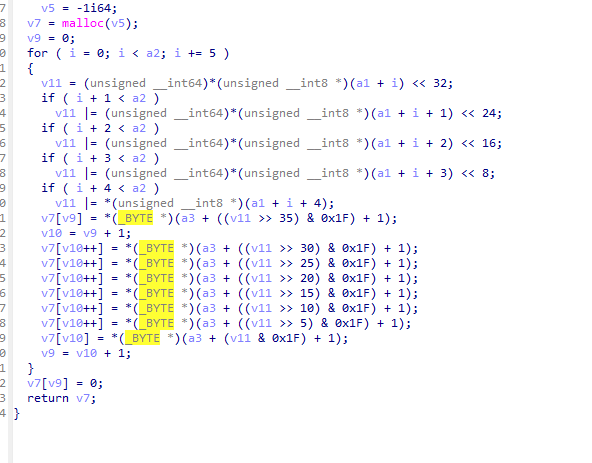 7 v5 = -1i64;
8 v7 = malloc(v5);
9 v9 = 0;
0 for ( i = 0; i < a2; i += 5 )
1 {
2 v11 = (unsigned __int64)*(unsigned __int8 *)(a1 + i) << 32;
3 if ( i + 1 < a2 )
4 v11 |= (unsigned __int64)*(unsigned __int8 *)(a1 + i + 1) << 24;
5 if ( i + 2 < a2 )
6 v11 |= (unsigned __int64)*(unsigned __int8 *)(a1 + i + 2) << 16;
7 if ( i + 3 < a2 )
8 v11 |= (unsigned __int64)*(unsigned __int8 *)(a1 + i + 3) << 8;
9 if ( i + 4 < a2 )
0 v11 |= *(unsigned __int8 *)(a1 + i + 4);
1 v7[v9] = *(_BYTE *)(a3 + ((v11 >> 35) & 0x1F) + 1);
2 v10 = v9 + 1;
3 v7[v10++] = *(_BYTE *)(a3 + ((v11 >> 30) & 0x1F) + 1);
4 v7[v10++] = *(_BYTE *)(a3 + ((v11 >> 25) & 0x1F) + 1);
5 v7[v10++] = *(_BYTE *)(a3 + ((v11 >> 20) & 0x1F) + 1);
6 v7[v10++] = *(_BYTE *)(a3 + ((v11 >> 15) & 0x1F) + 1);
7 v7[v10++] = *(_BYTE *)(a3 + ((v11 >> 10) & 0x1F) + 1);
8 v7[v10++] = *(_BYTE *)(a3 + ((v11 >> 5) & 0x1F) + 1);
9 v7[v10] = *(_BYTE *)(a3 + (v11 & 0x1F) + 1);
0 v9 = v10 + 1;
1 }
2 v7[v9] = 0;
3 return v7;
4 }